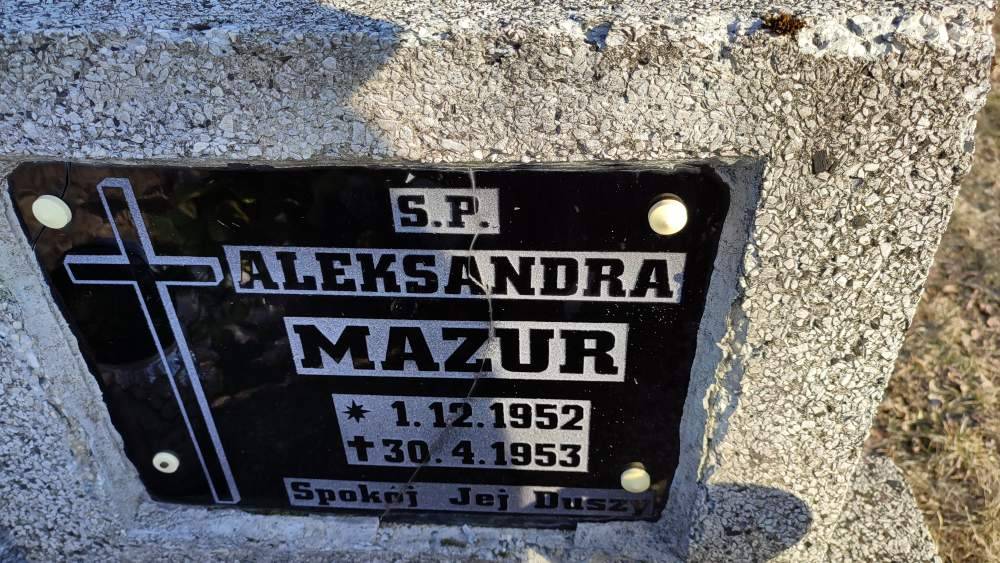 S.P.
ALEKSANDRA
MAZUR
* 1.12.1952
✝ 30.4.1953
Spokój Jej Duszy